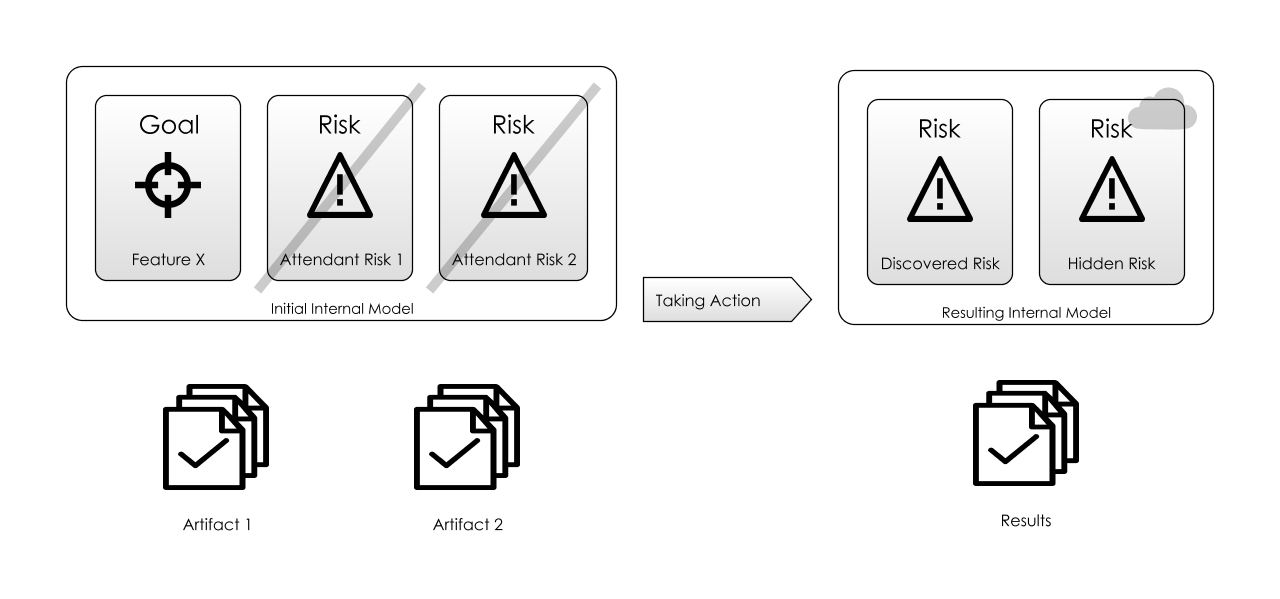 Goal
Risk
Risk
Feature X
Attendant Risk 1
Attendant Risk 2
Initial Internal Model
Taking Action
Risk
Risk
Discovered Risk
Hidden Risk
Resulting Internal Model
Artifact 1
Artifact 2
Results